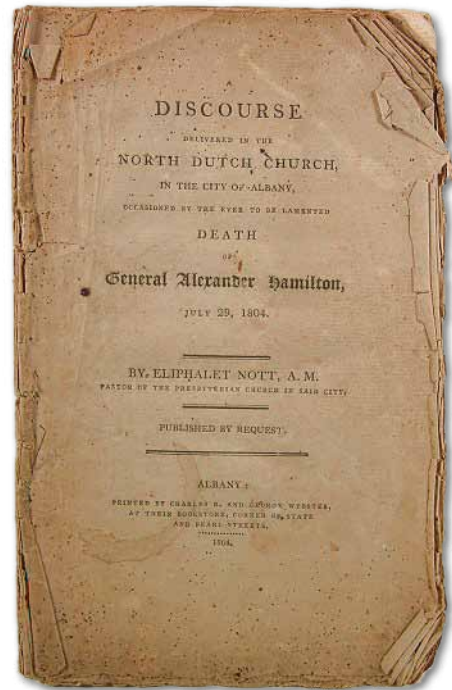 A
DISCOURSE
DELIVERED IN THE
NORTH DUTCH CHURCH,
IN THE CITY OF ALBANY,
OCCASIONED BY THE EVER TO BE LAMENTED
DEATH
OF
General Alexander Hamilton,
JULY 29, 1804.
BY ELIPHALET NOTT, A. M.
PASTOR OF THE PRESBYTERIAN CHURCH IN SAID CITY.
PUBLISHED BY REQUEST.
ALBANY:
PRINTED BY CHARLES R. AND GEORGE WEBSTER,
AT THEIR BOOKSTORE, CORNER OF STATE
AND PEARL-STREETS,
1804.